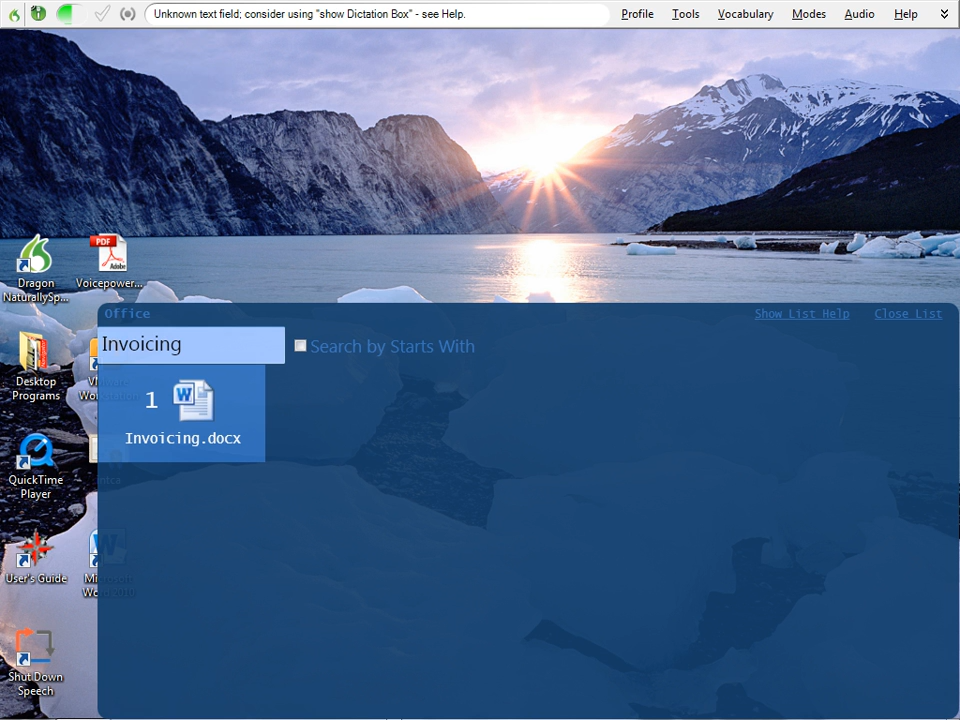 Unknown text field; consider using "show Dictation Box" - see Help.
Profile Tools Vocabulary Modes Audio Help
PDF
Adobe
Dragon
NaturallySp...
Voicepower...
Office
Show List Help Close List
Invoicing
Search by Starts With
Desktop
Programs
1
W
Invoicing.docx
QuickTime
Player
User's Guide
Shut Down
Speech